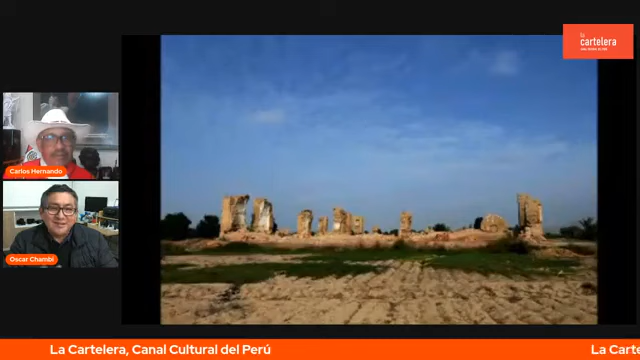 la
cartelera
Carlos Hernando
Oscar Chambi
La Cartelera, Canal Cultural del Perú
La Carte